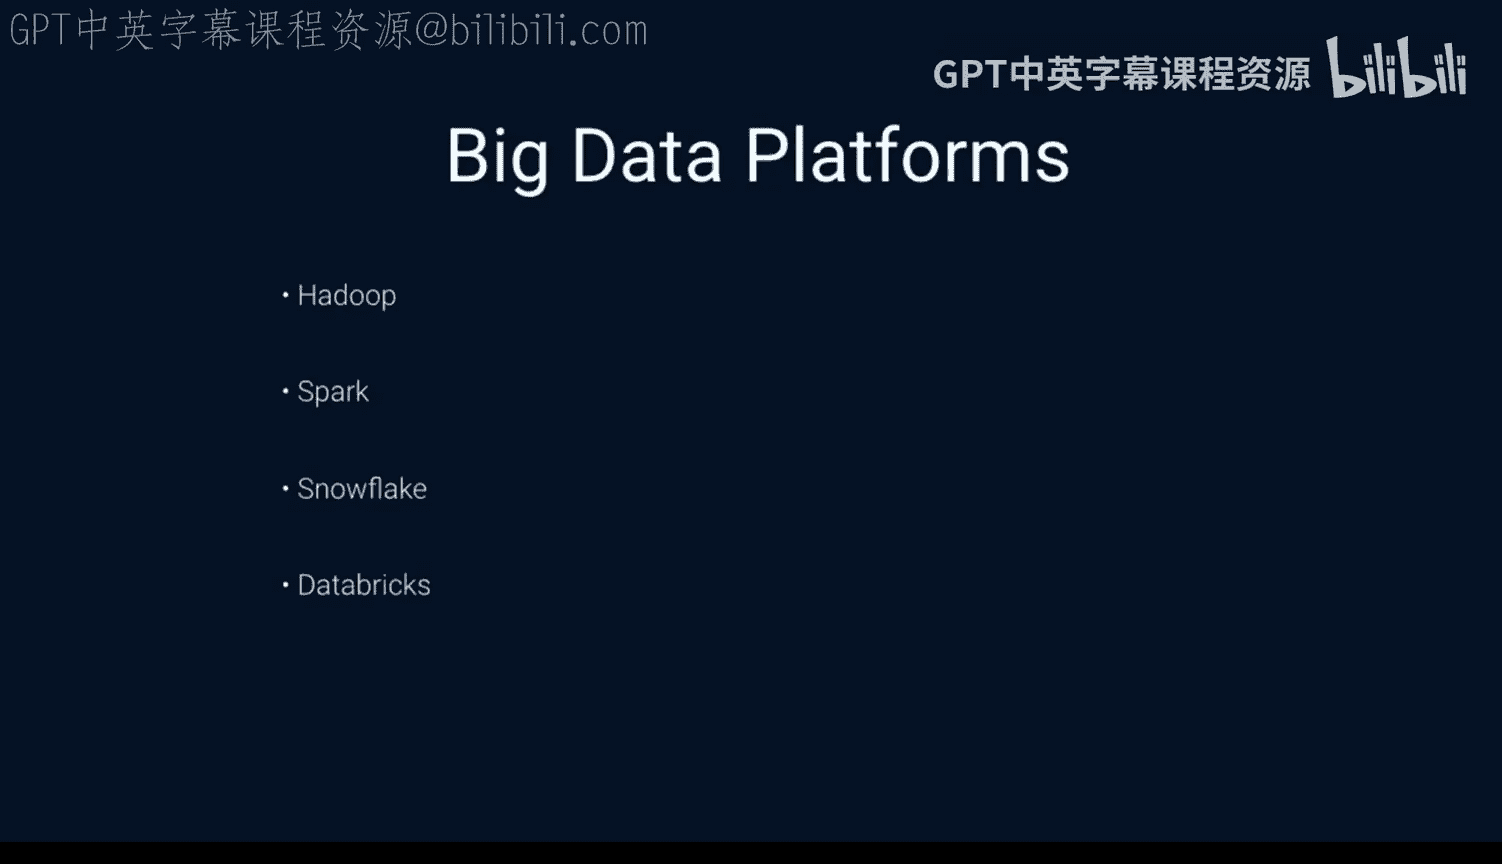 GPT中英字幕课程资源@bilibili.com
GPT中英字幕课程资源 bilibili
Big Data Platforms
• Hadoop
• Spark
• Snowflake
• Databricks